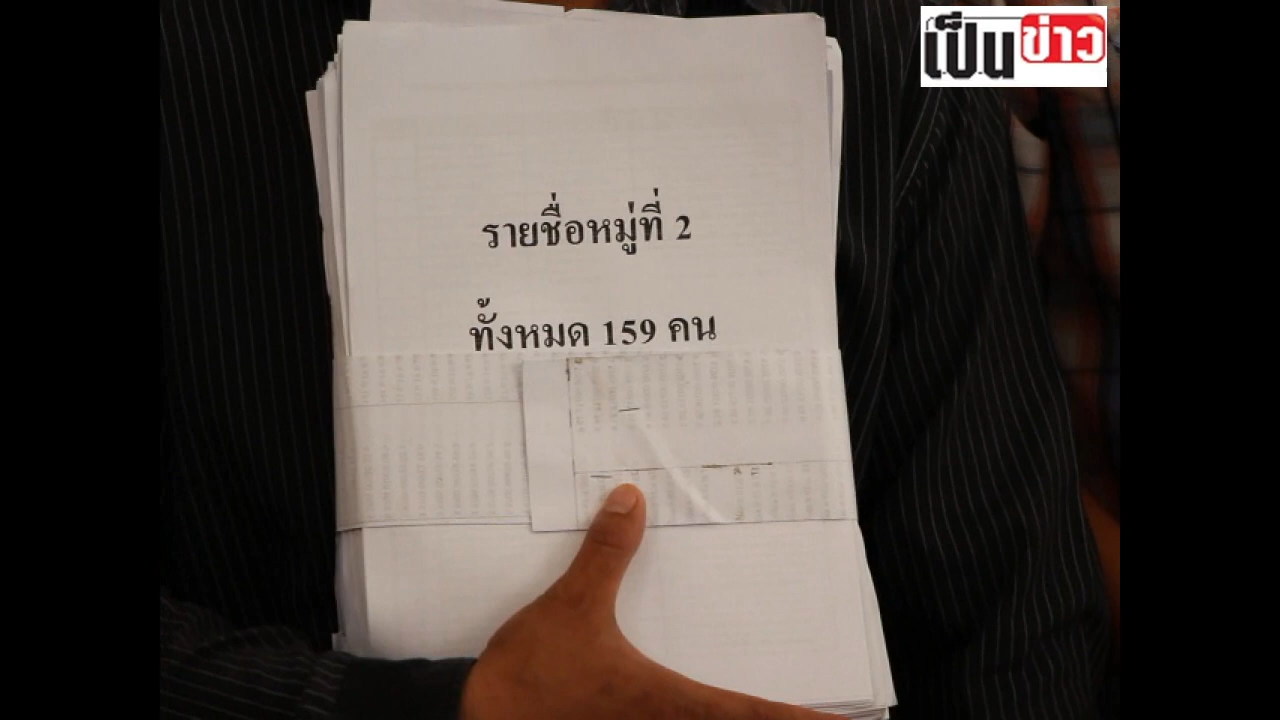 เป็นข่าว
รายชื่อหมู่ที่ 2
ทั้งหมด 159 คน